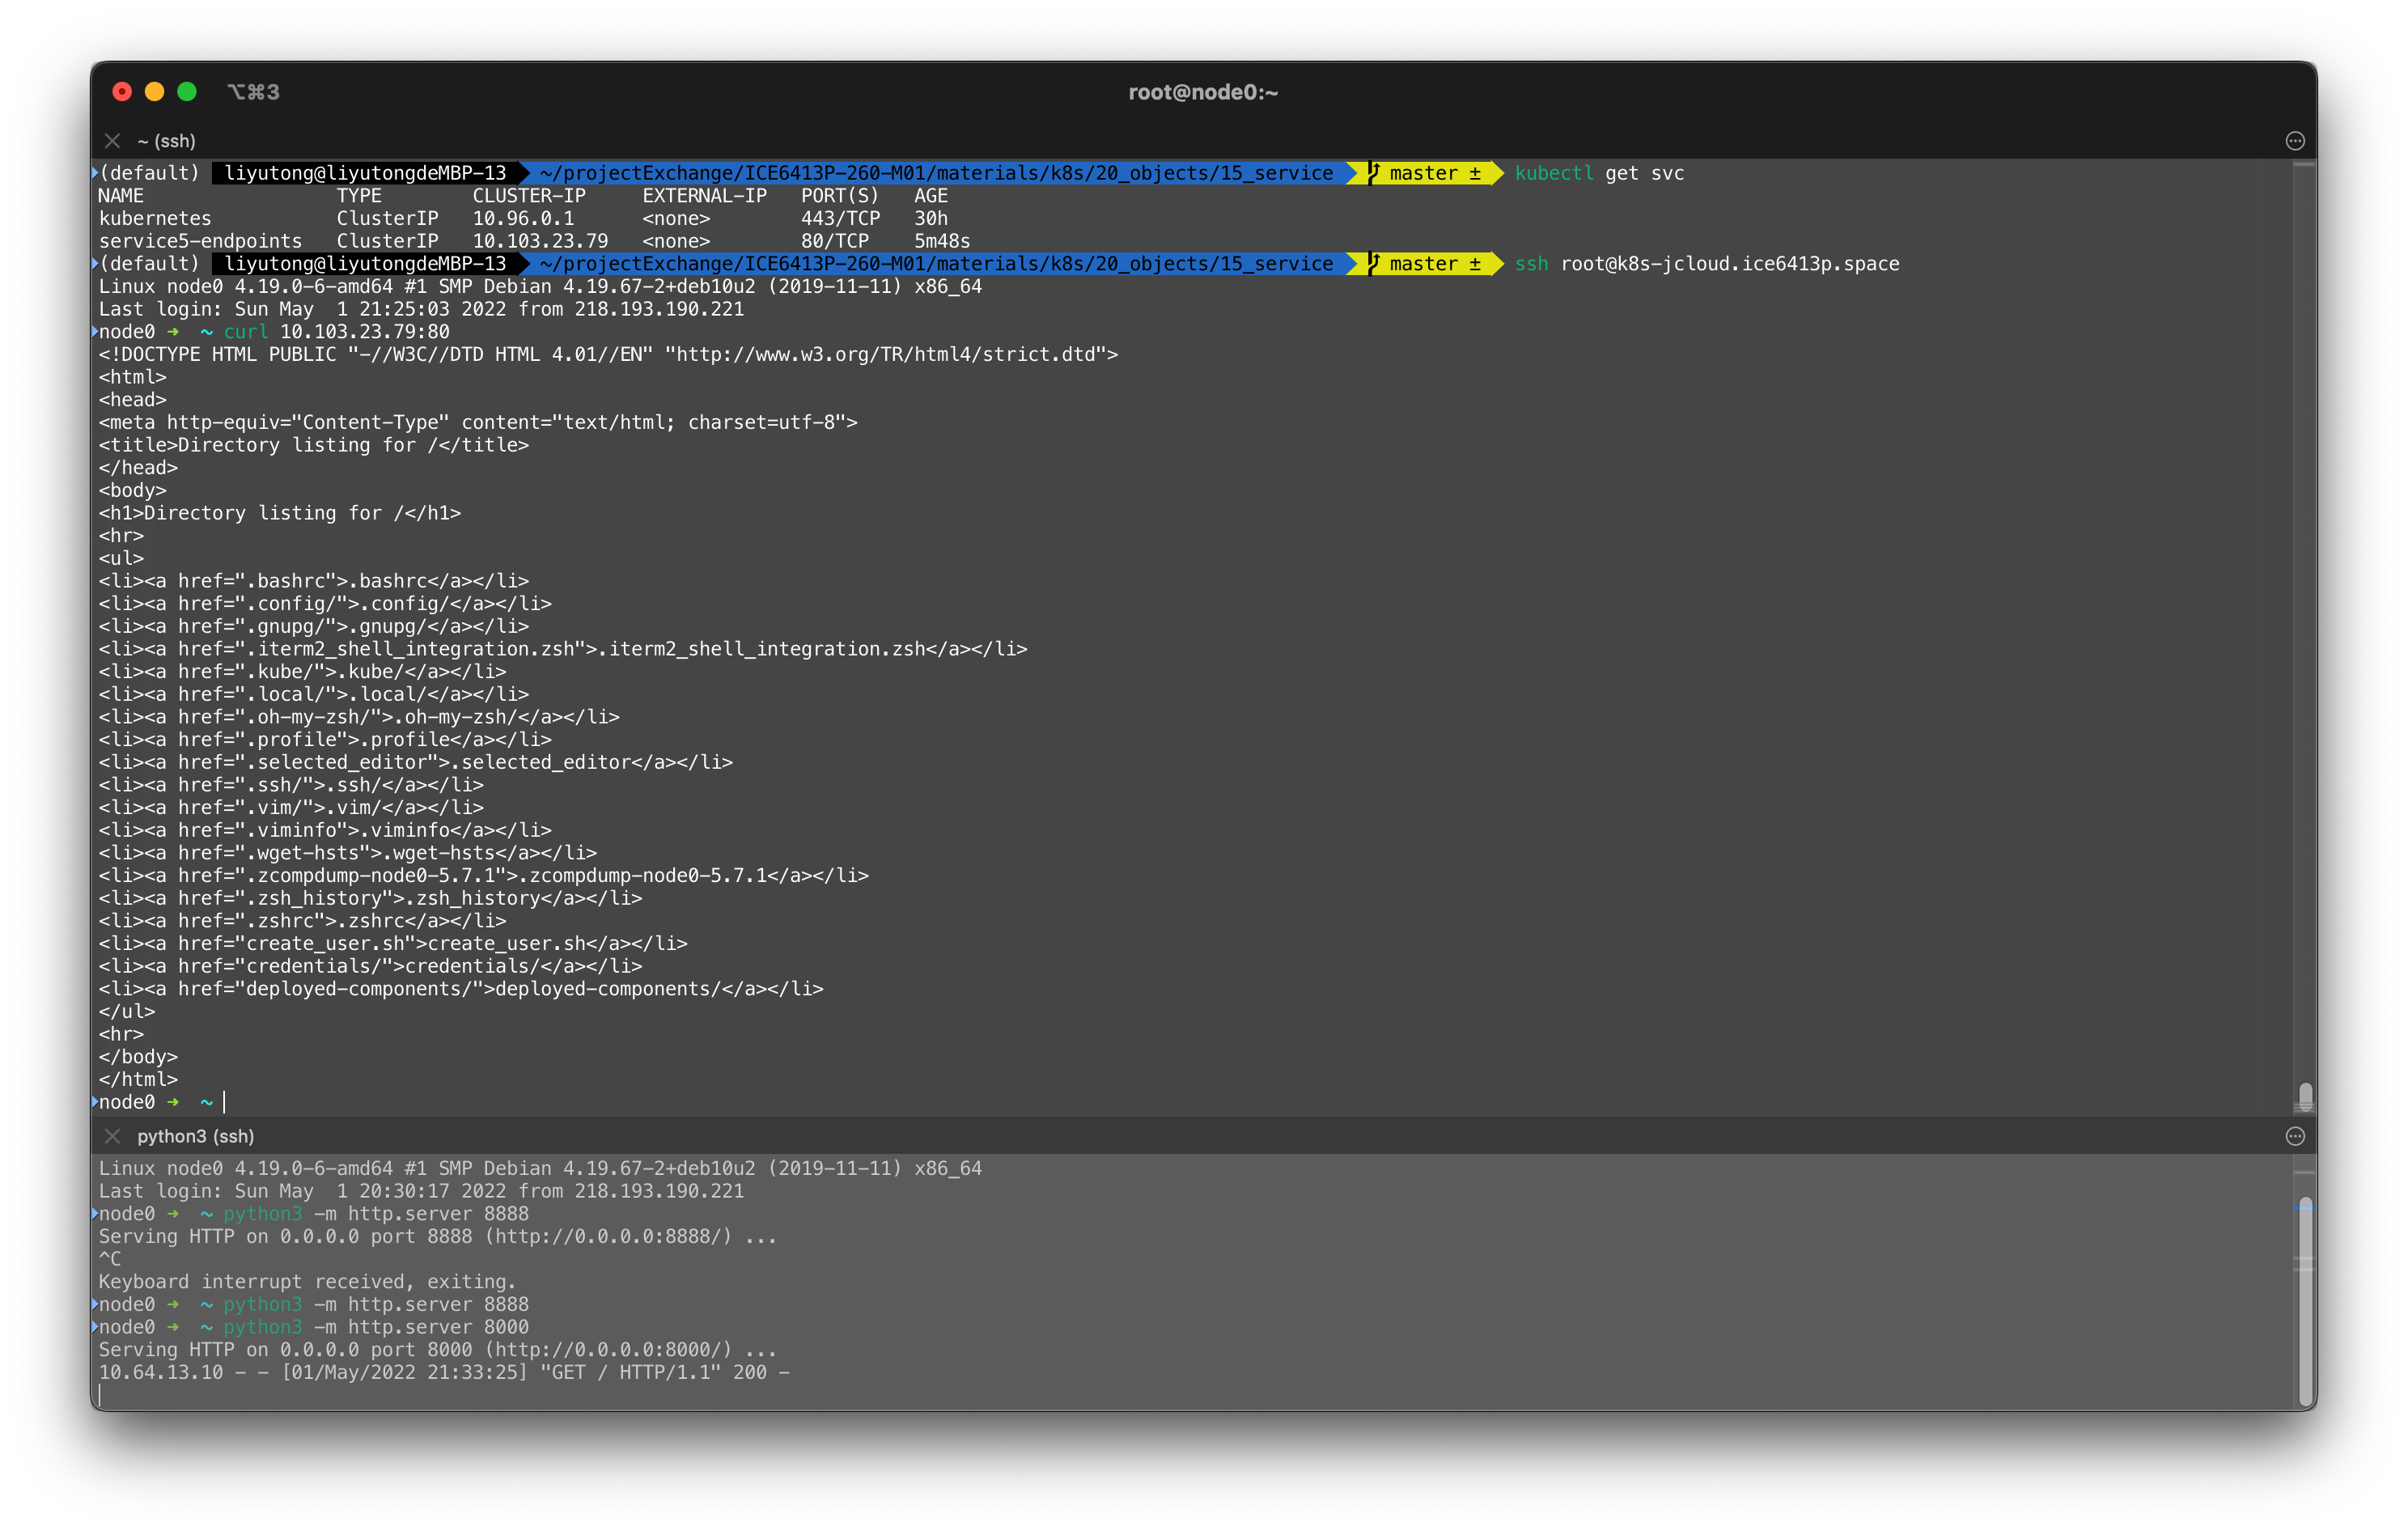 ⌥⌘3
root@node0:~
~ (ssh)
(default) liyutong@liyutongdeMBP-13 ~/projectExchange/ICE6413P-260-M01/materials/k8s/20_objects/15_service master ± kubectl get svc
NAME TYPE CLUSTER-IP EXTERNAL-IP PORT(S) AGE
kubernetes ClusterIP 10.96.0.1 <none> 443/TCP 30h
service5-endpoints ClusterIP 10.103.23.79 <none> 80/TCP 5m48s
(default) liyutong@liyutongdeMBP-13 ~/projectExchange/ICE6413P-260-M01/materials/k8s/20_objects/15_service master ± ssh root@k8s-jcloud.ice6413p.space
Linux node0 4.19.0-6-amd64 #1 SMP Debian 4.19.67-2+deb10u2 (2019-11-11) x86_64
Last login: Sun May  1 21:25:03 2022 from 218.193.190.221
node0 ➜ ~ curl 10.103.23.79:80
<!DOCTYPE HTML PUBLIC "-//W3C//DTD HTML 4.01//EN" "http://www.w3.org/TR/html4/strict.dtd">
<html>
<head>
<meta http-equiv="Content-Type" content="text/html; charset=utf-8">
<title>Directory listing for /</title>
</head>
<body>
<h1>Directory listing for /</h1>
<hr>
<ul>
<li><a href=".bashrc">.bashrc</a></li>
<li><a href=".config/">.config/</a></li>
<li><a href=".gnupg/">.gnupg/</a></li>
<li><a href=".iterm2_shell_integration.zsh">.iterm2_shell_integration.zsh</a></li>
<li><a href=".kube/">.kube/</a></li>
<li><a href=".local/">.local/</a></li>
<li><a href=".oh-my-zsh/">.oh-my-zsh/</a></li>
<li><a href=".profile">.profile</a></li>
<li><a href=".selected_editor">.selected_editor</a></li>
<li><a href=".ssh/">.ssh/</a></li>
<li><a href=".vim/">.vim/</a></li>
<li><a href=".viminfo">.viminfo</a></li>
<li><a href=".wget-hsts">.wget-hsts</a></li>
<li><a href=".zcompdump-node0-5.7.1">.zcompdump-node0-5.7.1</a></li>
<li><a href=".zsh_history">.zsh_history</a></li>
<li><a href=".zshrc">.zshrc</a></li>
<li><a href="create_user.sh">create_user.sh</a></li>
<li><a href="credentials/">credentials/</a></li>
<li><a href="deployed-components/">deployed-components/</a></li>
</ul>
<hr>
</body>
</html>
node0 ➜ ~
python3 (ssh)
Linux node0 4.19.0-6-amd64 #1 SMP Debian 4.19.67-2+deb10u2 (2019-11-11) x86_64
Last login: Sun May  1 20:30:17 2022 from 218.193.190.221
node0 ➜ ~ python3 -m http.server 8888
Serving HTTP on 0.0.0.0 port 8888 (http://0.0.0.0:8888/) ...
^C
Keyboard interrupt received, exiting.
node0 ➜ ~ python3 -m http.server 8888
node0 ➜ ~ python3 -m http.server 8000
Serving HTTP on 0.0.0.0 port 8000 (http://0.0.0.0:8000/) ...
10.64.13.10 - - [01/May/2022 21:33:25] "GET / HTTP/1.1" 200 -